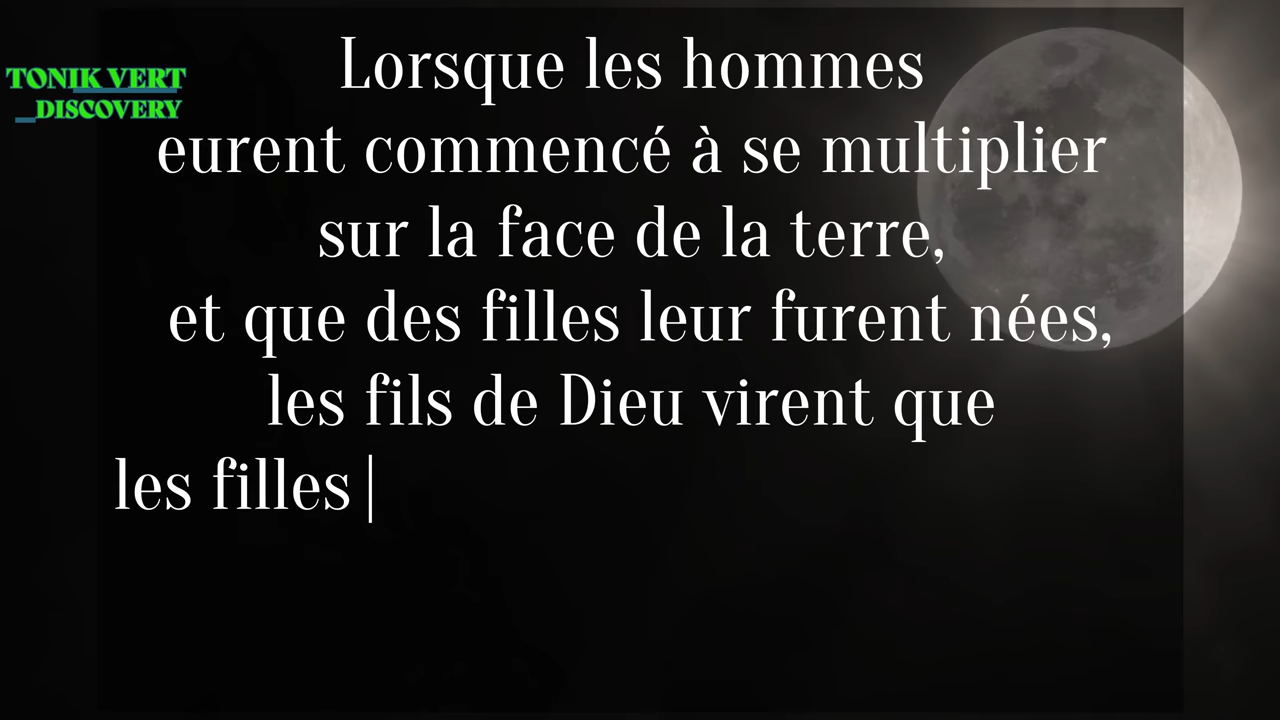 TONIK VERT
DISCOVERY
Lorsque les hommes
eurent commencé à se multiplier
sur la face de la terre,
et que des filles leur furent nées,
les fils de Dieu virent que
les filles